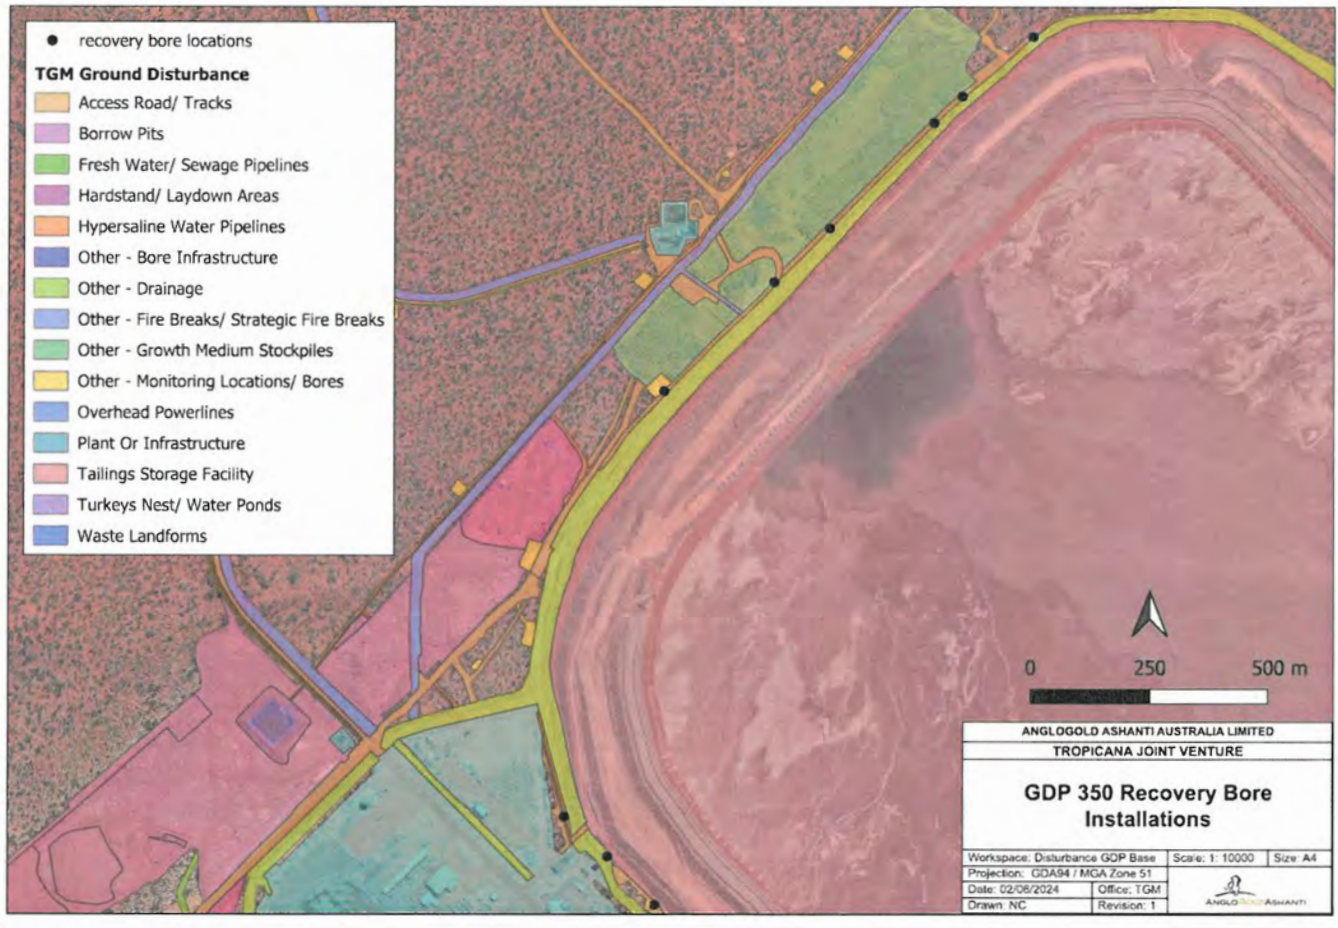 recovery bore locations
TGM Ground Disturbance
Access Road/ Tracks
Borrow Pits
Fresh Water/ Sewage Pipelines
Hardstand/ Laydown Areas
Hypersaline Water Pipelines
Other - Bore Infrastructure
Other - Drainage
Other - Fire Breaks/ Strategic Fire Breaks
Other - Growth Medium Stockpiles
Other - Monitoring Locations/ Bores
Overhead Powerlines
Plant Or Infrastructure
Tailings Storage Facility
Turkeys Nest/ Water Ponds
Waste Landforms
0 250 500 m
ANGLOGOLD ASHANTI AUSTRALIA LIMITED
TROPICANA JOINT VENTURE
GDP 350 Recovery Bore
Installations
Workspace: Disturbance GDP Base Scale: 1: 10000 Size: A4
Projection: GDA94 / MGA Zone 51
Date: 02/08/2024 Office: TGM
Drawn: NC Revision: 1
ANGLOGOLDASHANTI